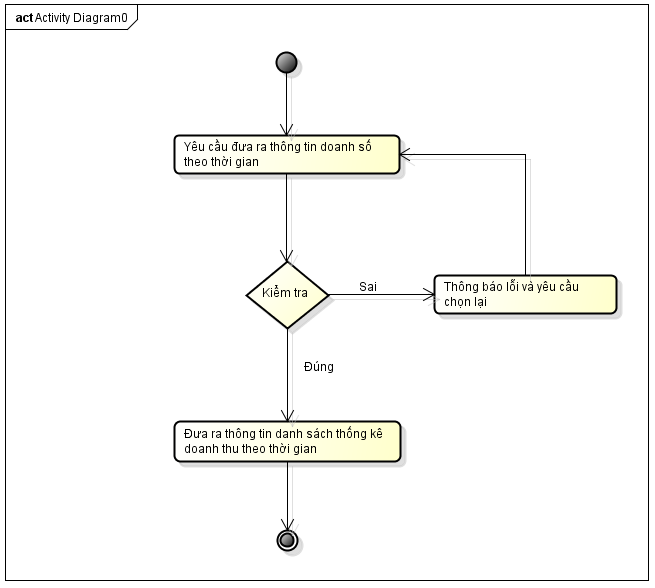 act Activity Diagram0
Yêu cầu đưa ra thông tin doanh số
theo thời gian
Kiểm tra
Sai
Thông báo lỗi và yêu cầu
chọn lại
Đúng
Đưa ra thông tin danh sách thống kê
doanh thu theo thời gian